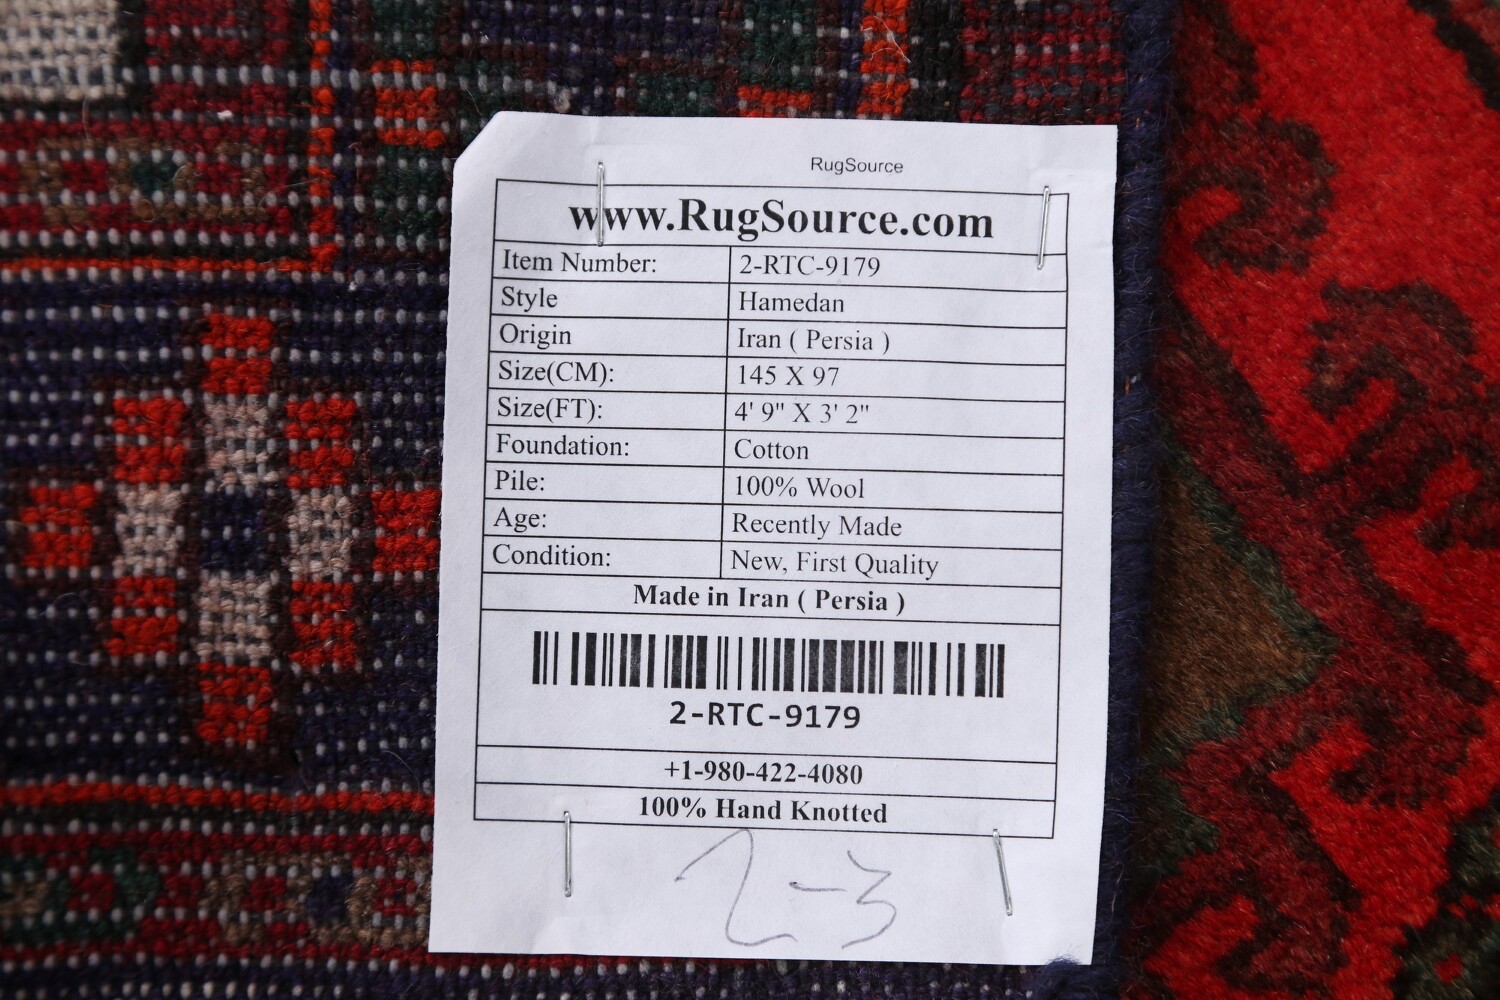 RugSource
www.RugSource.com
Item Number: 2-RTC-9179
Style Hamedan
Origin Iran ( Persia )
Size(CM): 145 X 97
Size(FT): 4' 9" X 3' 2"
Foundation: Cotton
Pile: 100% Wool
Age: Recently Made
Condition: New, First Quality
Made in Iran ( Persia )
2-RTC-9179
+1-980-422-4080
100% Hand Knotted
2-3